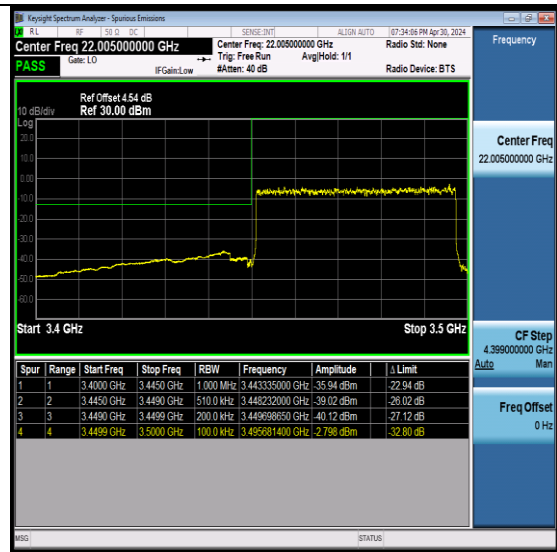 Keysight Spectrum Analyzer - Spurious Emissions
RL RF 50 Ω DC SENSE:INT ALIGN AUTO 07:34:06 PM Apr 30, 2024
Center Freq 22.005000000 GHz Center Freq: 22.005000000 GHz Radio Std: None
PASS Gate: LO Trig: Free Run Avg|Hold: 1/1
IFGain:Low #Atten: 40 dB Radio Device: BTS
Ref Offset 4.54 dB
10 dB/div Ref 30.00 dBm
Log
20.0
10.0
0.00
-10.0
-20.0
-30.0
-40.0
-50.0
-60.0
Start 3.4 GHz Stop 3.5 GHz
Spur Range Start Freq Stop Freq RBW Frequency Amplitude Δ Limit
1 1 3.4000 GHz 3.4450 GHz 1.000 MHz 3.443335000 GHz -35.94 dBm -22.94 dB
2 2 3.4450 GHz 3.4490 GHz 510.0 kHz 3.448232000 GHz -39.02 dBm -26.02 dB
3 3 3.4490 GHz 3.4499 GHz 200.0 kHz 3.449698650 GHz -40.12 dBm -27.12 dB
4 4 3.4499 GHz 3.5000 GHz 100.0 kHz 3.495681400 GHz -2.798 dBm -32.80 dB
MSG STATUS
Frequency
Center Freq
22.005000000 GHz
CF Step
4.399000000 GHz
Auto Man
Freq Offset
0 Hz